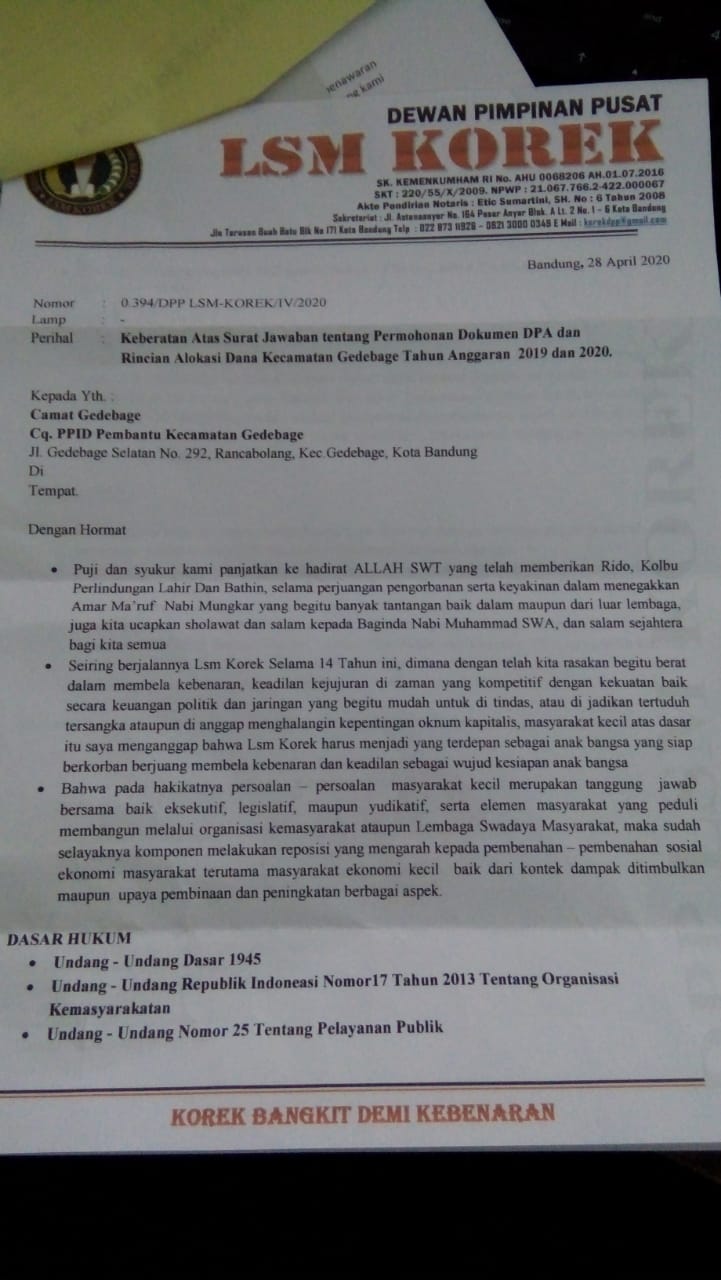 penawaran
ng kami
DEWAN PIMPINAN PUSAT
LSM KOREK
SK. KEMENKUMHAM RI No. AHU 0068206 AH.01.07.2016
SKT : 220/55/X/2009. NPWP : 21.067.766.2-422.000067
Akte Pendirian Notaris : Etic Sumartini, SH. No : 6 Tahun 2008
Sekretariat : Jl. Astanaanyar No. 164 Pasar Anyar Blok. A Lt. 2 No. 1 - 6 Kota Bandung
Jln Terusan Buah Batu Blk No 171 Kota Bandung Telp : 022 873 11926 - 0821 3000 0346 E Mail : korekdpp@gmail.com
Bandung, 28 April 2020
Nomor : 0.394/DPP LSM-KOREK/IV/2020
Lamp : -
Perihal : Keberatan Atas Surat Jawaban tentang Permohonan Dokumen DPA dan
Rincian Alokasi Dana Kecamatan Gedebage Tahun Anggaran 2019 dan 2020.
Kepada Yth. :
Camat Gedebage
Cq. PPID Pembantu Kecamatan Gedebage
Jl. Gedebage Selatan No. 292, Rancabolang, Kec.Gedebage, Kota Bandung
Di
Tempat.
Dengan Hormat
• Puji dan syukur kami panjatkan ke hadirat ALLAH SWT yang telah memberikan Rido, Kolbu
Perlindungan Lahir Dan Bathin, selama perjuangan pengorbanan serta keyakinan dalam menegakkan
Amar Ma'ruf Nabi Mungkar yang begitu banyak tantangan baik dalam maupun dari luar lembaga,
juga kita ucapkan sholawat dan salam kepada Baginda Nabi Muhammad SWA, dan salam sejahtera
bagi kita semua
• Seiring berjalannya Lsm Korek Selama 14 Tahun ini, dimana dengan telah kita rasakan begitu berat
dalam membela kebenaran, keadilan kejujuran di zaman yang kompetitif dengan kekuatan baik
secara keuangan politik dan jaringan yang begitu mudah untuk di tindas, atau di jadikan tertuduh
tersangka ataupun di anggap menghalangin kepentingan oknum kapitalis, masyarakat kecil atas dasar
itu saya menganggap bahwa Lsm Korek harus menjadi yang terdepan sebagai anak bangsa yang siap
berkorban berjuang membela kebenaran dan keadilan sebagai wujud kesiapan anak bangsa
• Bahwa pada hakikatnya persoalan – persoalan masyarakat kecil merupakan tanggung jawab
bersama baik eksekutif, legislatif, maupun yudikatif, serta elemen masyarakat yang peduli
membangun melalui organisasi kemasyarakat ataupun Lembaga Swadaya Masyarakat, maka sudah
selayaknya komponen melakukan reposisi yang mengarah kepada pembenahan – pembenahan sosial
ekonomi masyarakat terutama masyarakat ekonomi kecil baik dari kontek dampak ditimbulkan
maupun upaya pembinaan dan peningkatan berbagai aspek.
DASAR HUKUM
• Undang - Undang Dasar 1945
• Undang - Undang Republik Indoneasi Nomor17 Tahun 2013 Tentang Organisasi
Kemasyarakatan
• Undang - Undang Nomor 25 Tentang Pelayanan Publik
KOREK BANGKIT DEMI KEBENARAN